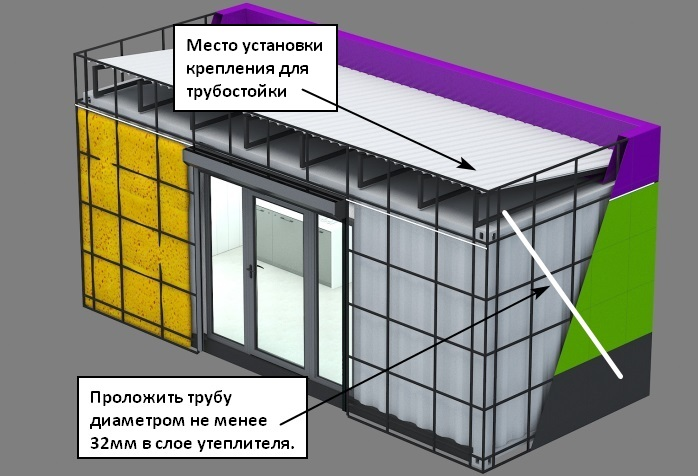 Место установки
крепления для
трубостойки
Проложить трубу
диаметром не менее
32мм в слое утеплителя.